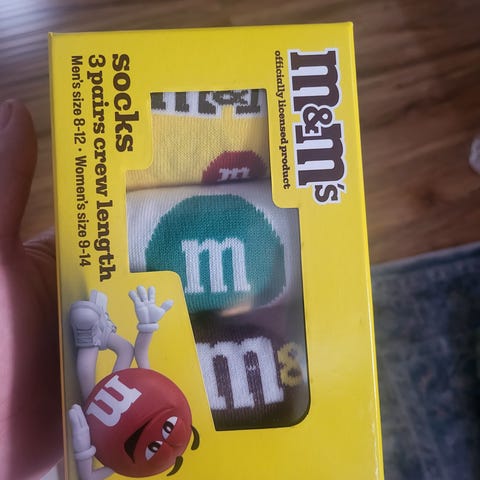 m&m's
officially licensed product
socks
3 pairs crew length
Men's size 8-12 · Women's size 9-14
m&
m
m
m&
m